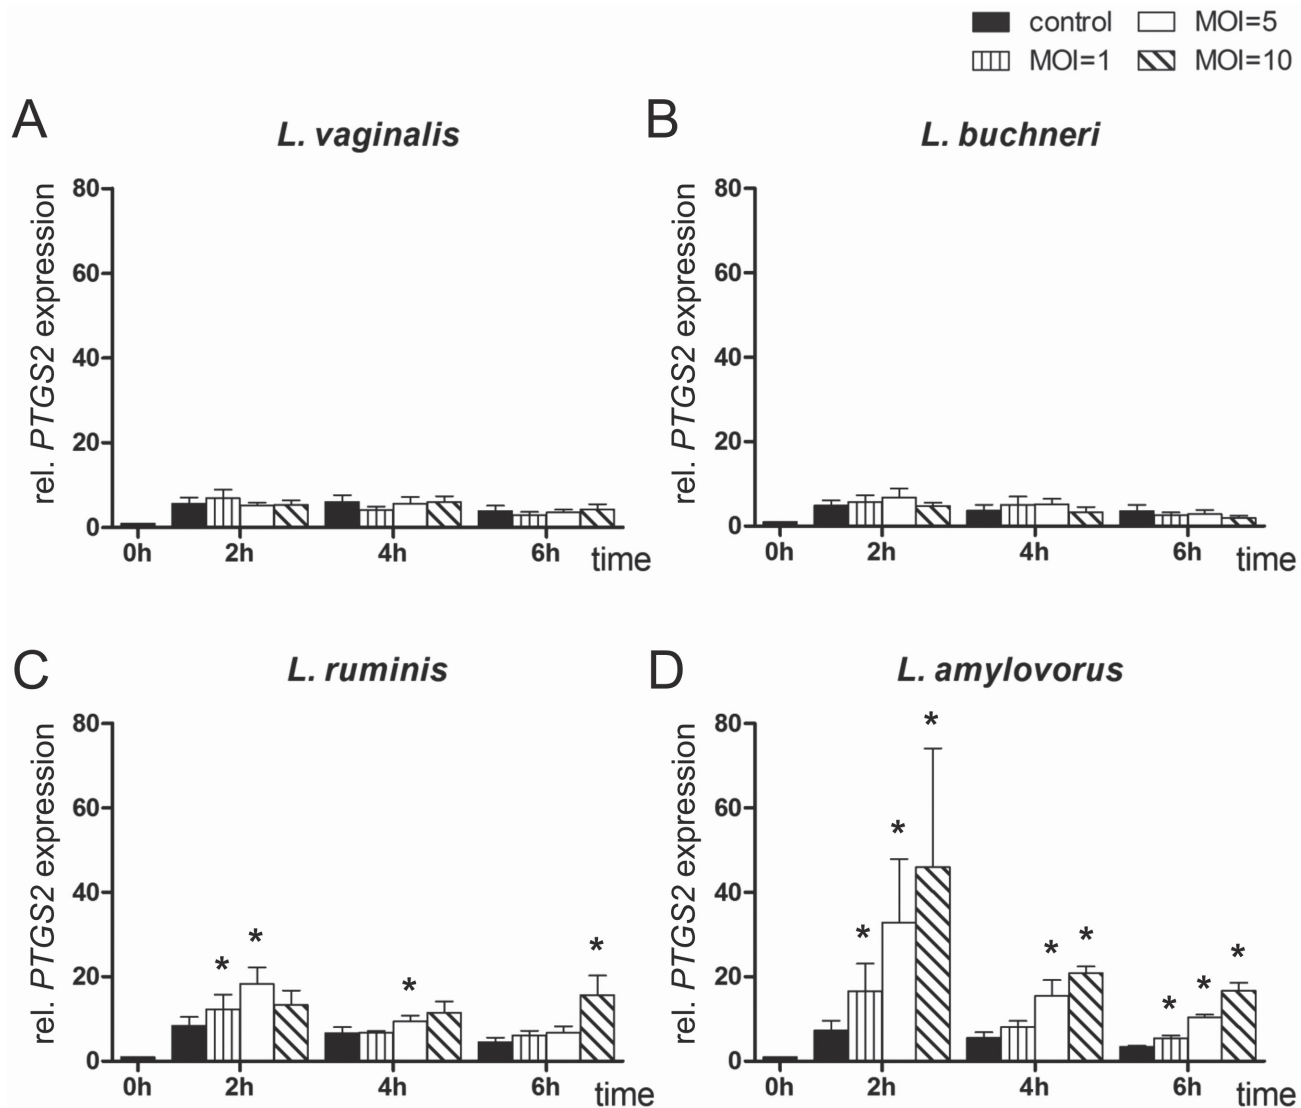 control MOI=5
MOI=1 MOI=10
A L. vaginalis
rel. PTGS2 expression
80
60
40
20
0
0h 2h 4h 6h time
B L. buchneri
rel. PTGS2 expression
80
60
40
20
0
0h 2h 4h 6h time
C L. ruminis
rel. PTGS2 expression
80
60
40
20
0
* * * *
0h 2h 4h 6h time
D L. amylovorus
rel. PTGS2 expression
80
60
40
20
0
* * * * * * * *
0h 2h 4h 6h time